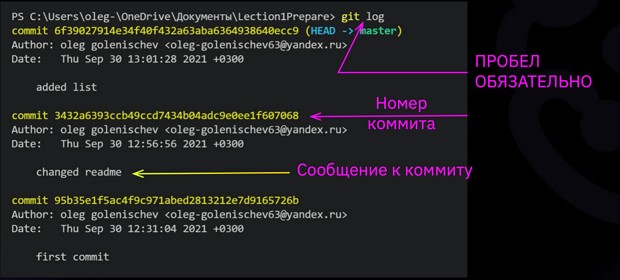 PS C:\Users\oleg-\OneDrive\Документы\Lection1Prepare> git log
commit 6f39027914e34f40f432a63aba6364938640ecc9 (HEAD -> master)
Author: oleg golenischev <oleg-golenischev63@yandex.ru>
Date:   Thu Sep 30 13:01:28 2021 +0300
ПРОБЕЛ
ОБЯЗАТЕЛЬНО
added list
commit 3432a6393ccb49ccd7434b04adc9e0ee1f607068
Номер
коммита
Author: oleg golenischev <oleg-golenischev63@yandex.ru>
Date:   Thu Sep 30 12:56:56 2021 +0300
changed readme
Сообщение к коммиту
commit 95b35e1f5ac4f9c971abed2813212e7d9165726b
Author: oleg golenischev <oleg-golenischev63@yandex.ru>
Date:   Thu Sep 30 12:31:04 2021 +0300
first commit